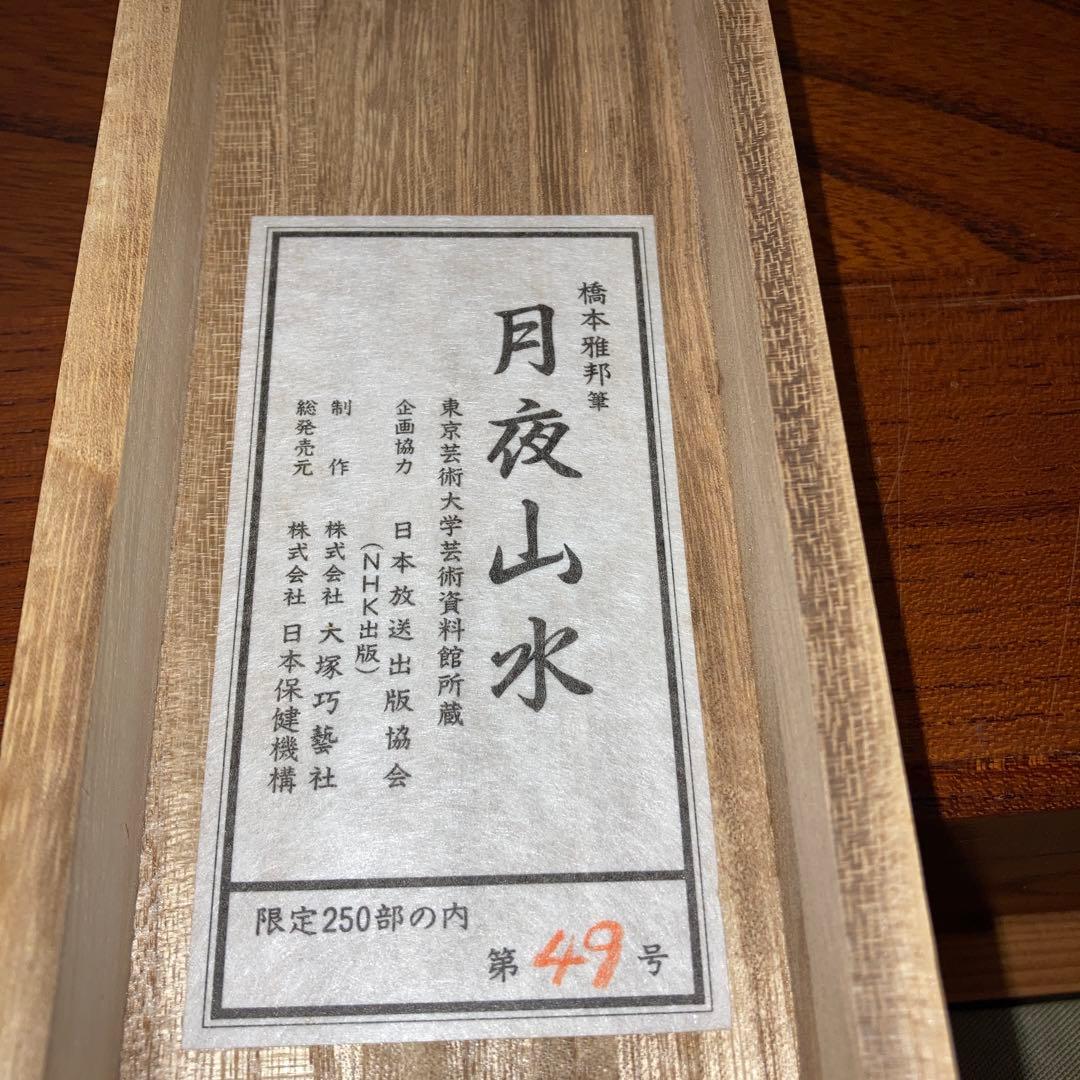 橋本雅邦筆
月夜山水
東京芸術大学芸術資料館所蔵
企画協力 日本放送出版協会
(NHK出版)
制作 株式会社 大塚巧藝社
総発売元 株式会社 日本保健機構
限定250部の内
第49号